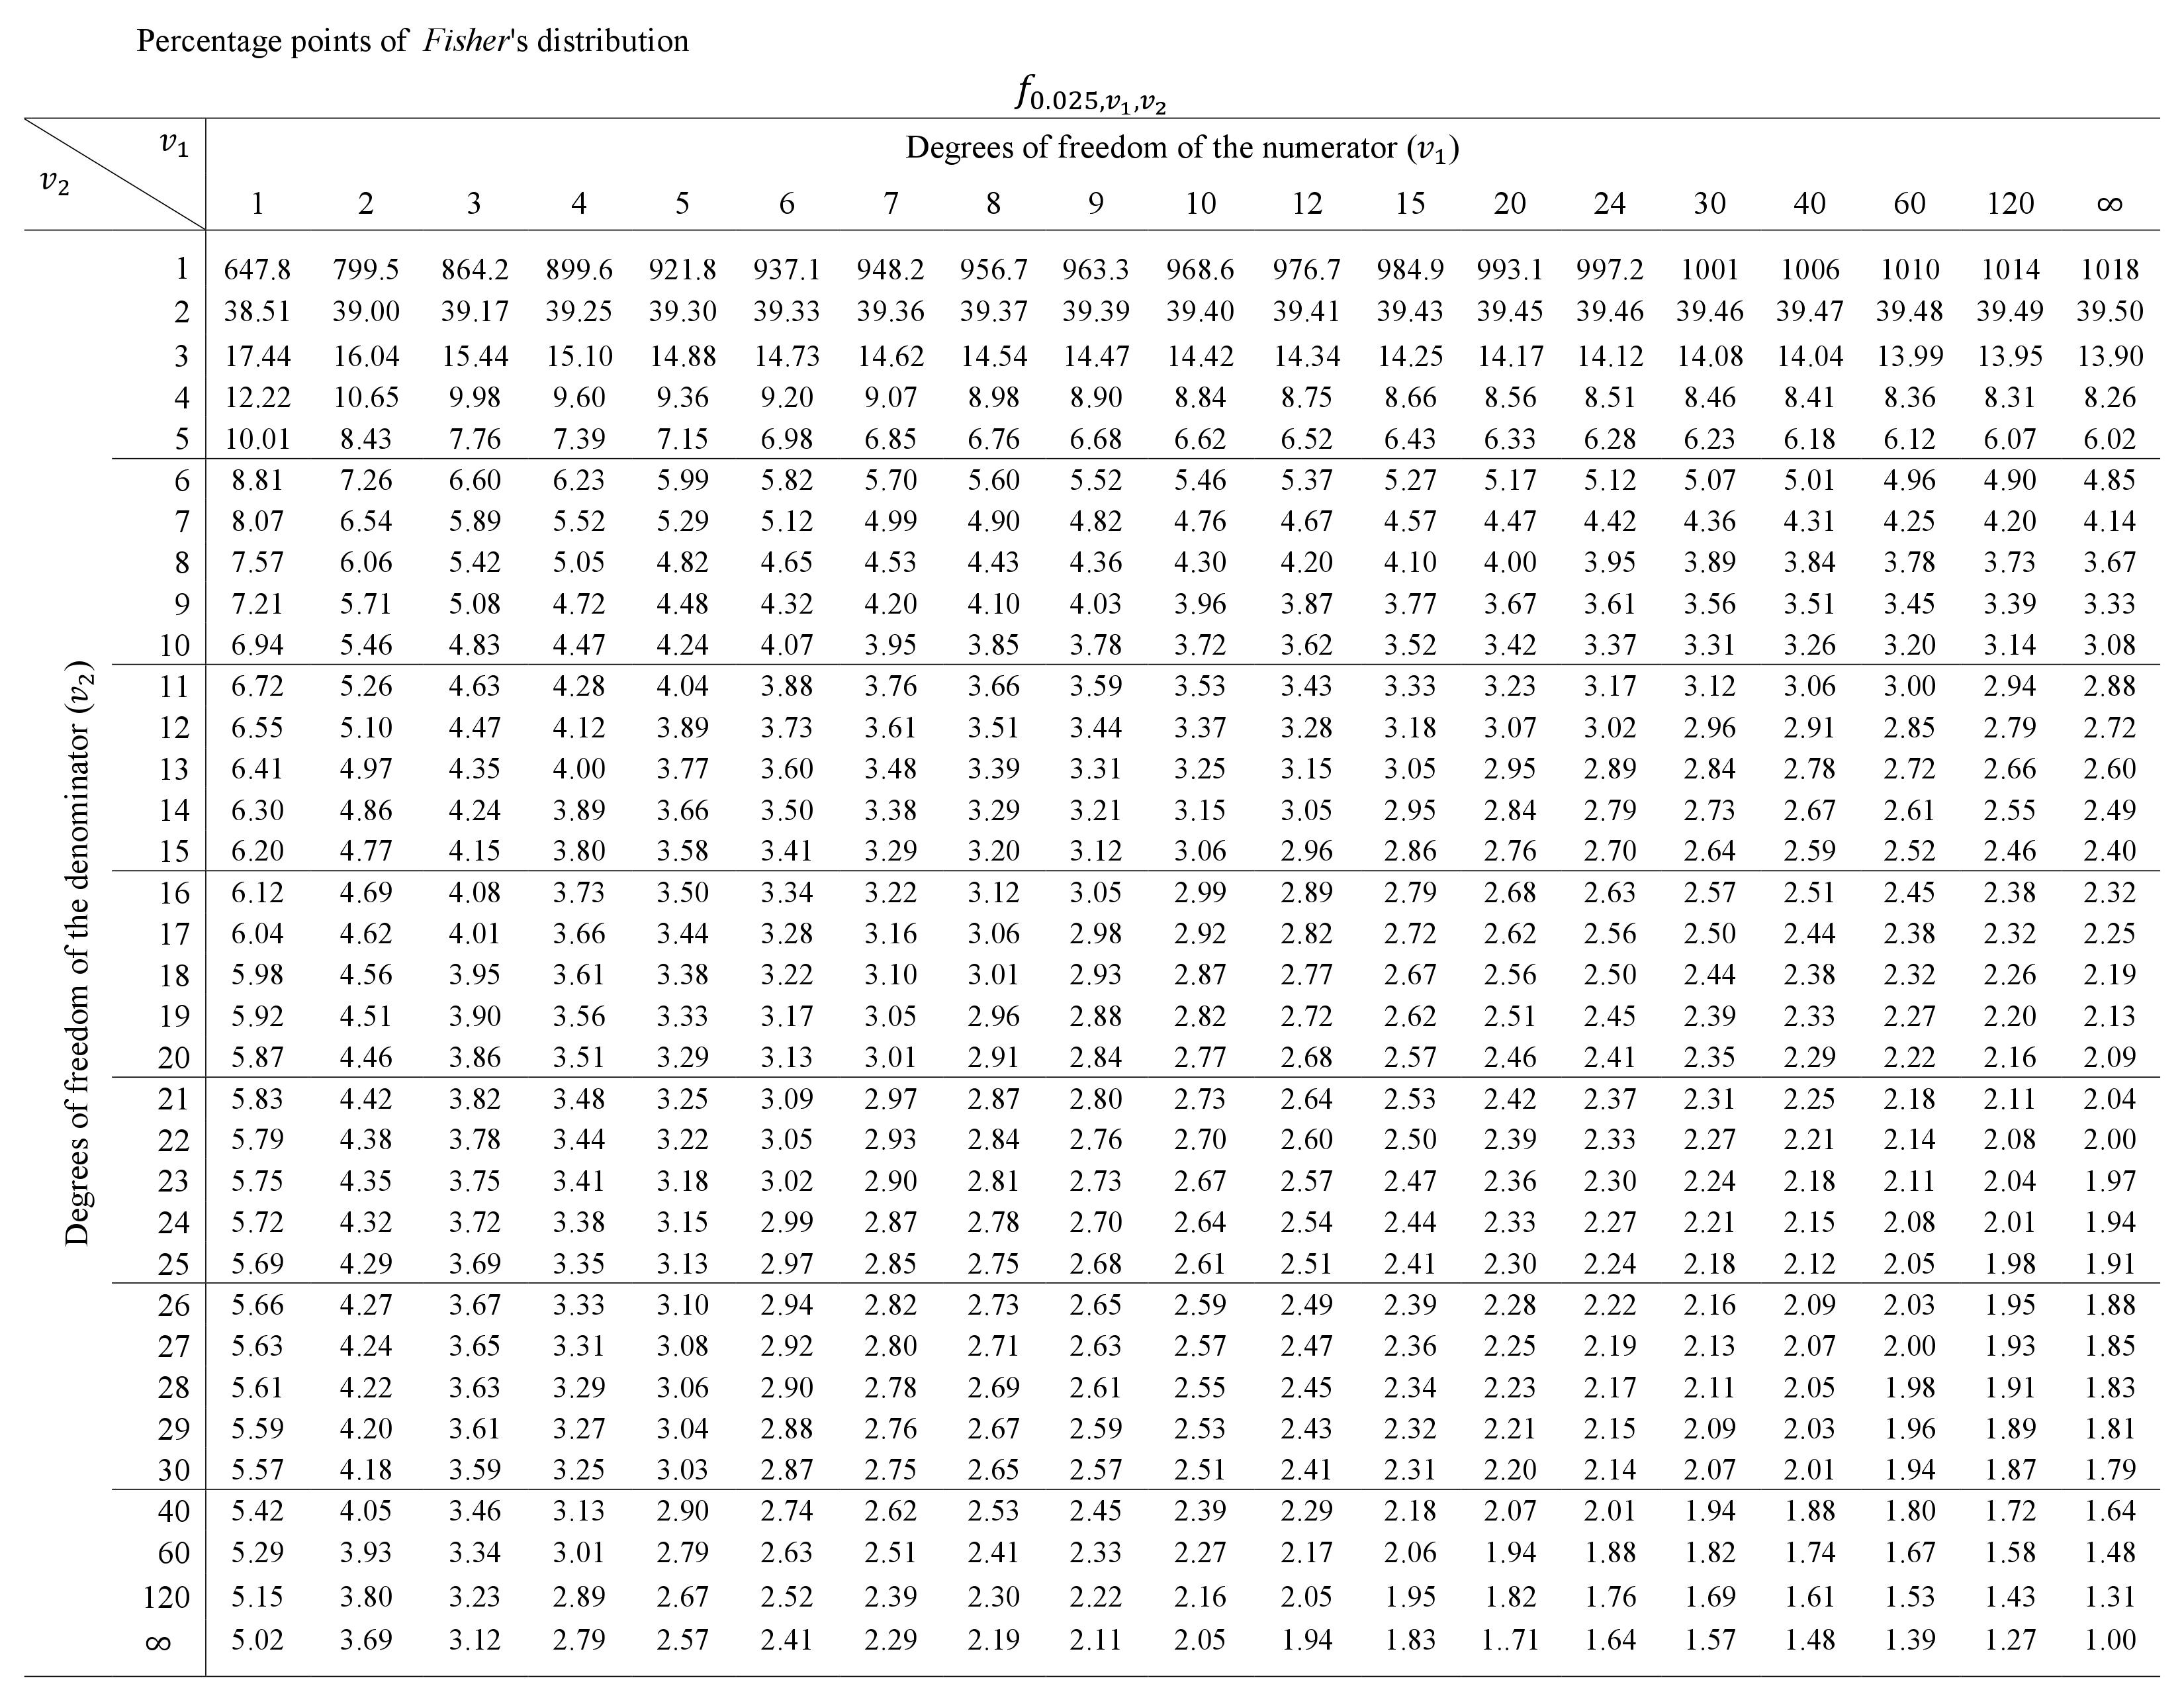 Percentage points of Fisher's distribution
f0.025,v1,v2
v1 Degrees of freedom of the numerator (v1)
v2
1 2 3 4 5 6 7 8 9 10 12 15 20 24 30 40 60 120 ∞
Degrees of freedom of the denominator (v2)
1 647.8 799.5 864.2 899.6 921.8 937.1 948.2 956.7 963.3 968.6 976.7 984.9 993.1 997.2 1001 1006 1010 1014 1018
2 38.51 39.00 39.17 39.25 39.30 39.33 39.36 39.37 39.39 39.40 39.41 39.43 39.45 39.46 39.46 39.47 39.48 39.49 39.50
3 17.44 16.04 15.44 15.10 14.88 14.73 14.62 14.54 14.47 14.42 14.34 14.25 14.17 14.12 14.08 14.04 13.99 13.95 13.90
4 12.22 10.65 9.98 9.60 9.36 9.20 9.07 8.98 8.90 8.84 8.75 8.66 8.56 8.51 8.46 8.41 8.36 8.31 8.26
5 10.01 8.43 7.76 7.39 7.15 6.98 6.85 6.76 6.68 6.62 6.52 6.43 6.33 6.28 6.23 6.18 6.12 6.07 6.02
6 8.81 7.26 6.60 6.23 5.99 5.82 5.70 5.60 5.52 5.46 5.37 5.27 5.17 5.12 5.07 5.01 4.96 4.90 4.85
7 8.07 6.54 5.89 5.52 5.29 5.12 4.99 4.90 4.82 4.76 4.67 4.57 4.47 4.42 4.36 4.31 4.25 4.20 4.14
8 7.57 6.06 5.42 5.05 4.82 4.65 4.53 4.43 4.36 4.30 4.20 4.10 4.00 3.95 3.89 3.84 3.78 3.73 3.67
9 7.21 5.71 5.08 4.72 4.48 4.32 4.20 4.10 4.03 3.96 3.87 3.77 3.67 3.61 3.56 3.51 3.45 3.39 3.33
10 6.94 5.46 4.83 4.47 4.24 4.07 3.95 3.85 3.78 3.72 3.62 3.52 3.42 3.37 3.31 3.26 3.20 3.14 3.08
11 6.72 5.26 4.63 4.28 4.04 3.88 3.76 3.66 3.59 3.53 3.43 3.33 3.23 3.17 3.12 3.06 3.00 2.94 2.88
12 6.55 5.10 4.47 4.12 3.89 3.73 3.61 3.51 3.44 3.37 3.28 3.18 3.07 3.02 2.96 2.91 2.85 2.79 2.72
13 6.41 4.97 4.35 4.00 3.77 3.60 3.48 3.39 3.31 3.25 3.15 3.05 2.95 2.89 2.84 2.78 2.72 2.66 2.60
14 6.30 4.86 4.24 3.89 3.66 3.50 3.38 3.29 3.21 3.15 3.05 2.95 2.84 2.79 2.73 2.67 2.61 2.55 2.49
15 6.20 4.77 4.15 3.80 3.58 3.41 3.29 3.20 3.12 3.06 2.96 2.86 2.76 2.70 2.64 2.59 2.52 2.46 2.40
16 6.12 4.69 4.08 3.73 3.50 3.34 3.22 3.12 3.05 2.99 2.89 2.79 2.68 2.63 2.57 2.51 2.45 2.38 2.32
17 6.04 4.62 4.01 3.66 3.44 3.28 3.16 3.06 2.98 2.92 2.82 2.72 2.62 2.56 2.50 2.44 2.38 2.32 2.25
18 5.98 4.56 3.95 3.61 3.38 3.22 3.10 3.01 2.93 2.87 2.77 2.67 2.56 2.50 2.44 2.38 2.32 2.26 2.19
19 5.92 4.51 3.90 3.56 3.33 3.17 3.05 2.96 2.88 2.82 2.72 2.62 2.51 2.45 2.39 2.33 2.27 2.20 2.13
20 5.87 4.46 3.86 3.51 3.29 3.13 3.01 2.91 2.84 2.77 2.68 2.57 2.46 2.41 2.35 2.29 2.22 2.16 2.09
21 5.83 4.42 3.82 3.48 3.25 3.09 2.97 2.87 2.80 2.73 2.64 2.53 2.42 2.37 2.31 2.25 2.18 2.11 2.04
22 5.79 4.38 3.78 3.44 3.22 3.05 2.93 2.84 2.76 2.70 2.60 2.50 2.39 2.33 2.27 2.21 2.14 2.08 2.00
23 5.75 4.35 3.75 3.41 3.18 3.02 2.90 2.81 2.73 2.67 2.57 2.47 2.36 2.30 2.24 2.18 2.11 2.04 1.97
24 5.72 4.32 3.72 3.38 3.15 2.99 2.87 2.78 2.70 2.64 2.54 2.44 2.33 2.27 2.21 2.15 2.08 2.01 1.94
25 5.69 4.29 3.69 3.35 3.13 2.97 2.85 2.75 2.68 2.61 2.51 2.41 2.30 2.24 2.18 2.12 2.05 1.98 1.91
26 5.66 4.27 3.67 3.33 3.10 2.94 2.82 2.73 2.65 2.59 2.49 2.39 2.28 2.22 2.16 2.09 2.03 1.95 1.88
27 5.63 4.24 3.65 3.31 3.08 2.92 2.80 2.71 2.63 2.57 2.47 2.36 2.25 2.19 2.13 2.07 2.00 1.93 1.85
28 5.61 4.22 3.63 3.29 3.06 2.90 2.78 2.69 2.61 2.55 2.45 2.34 2.23 2.17 2.11 2.05 1.98 1.91 1.83
29 5.59 4.20 3.61 3.27 3.04 2.88 2.76 2.67 2.59 2.53 2.43 2.32 2.21 2.15 2.09 2.03 1.96 1.89 1.81
30 5.57 4.18 3.59 3.25 3.03 2.87 2.75 2.65 2.57 2.51 2.41 2.31 2.20 2.14 2.07 2.01 1.94 1.87 1.79
40 5.42 4.05 3.46 3.13 2.90 2.74 2.62 2.53 2.45 2.39 2.29 2.18 2.07 2.01 1.94 1.88 1.80 1.72 1.64
60 5.29 3.93 3.34 3.01 2.79 2.63 2.51 2.41 2.33 2.27 2.17 2.06 1.94 1.88 1.82 1.74 1.67 1.58 1.48
120 5.15 3.80 3.23 2.89 2.67 2.52 2.39 2.30 2.22 2.16 2.05 1.95 1.82 1.76 1.69 1.61 1.53 1.43 1.31
∞ 5.02 3.69 3.12 2.79 2.57 2.41 2.29 2.19 2.11 2.05 1.94 1.83 1..71 1.64 1.57 1.48 1.39 1.27 1.00